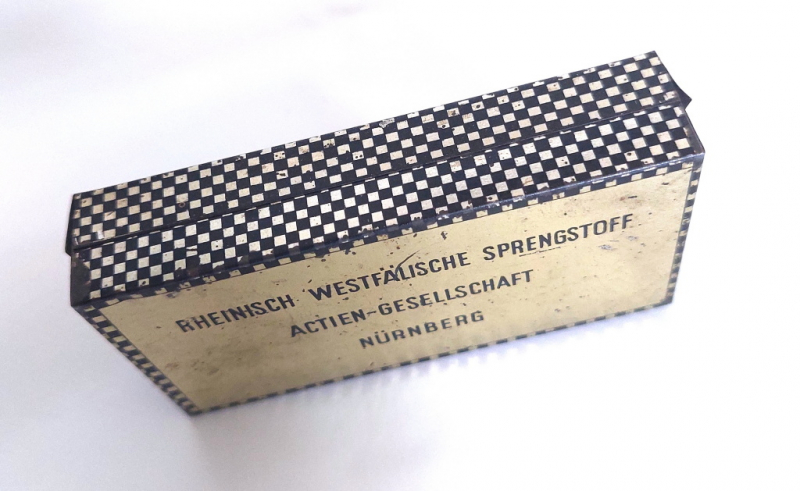 RHEINISCH WESTFÄLISCHE SPRENGSTOFF
ACTIEN-GESELLSCHAFT
NÜRNBERG